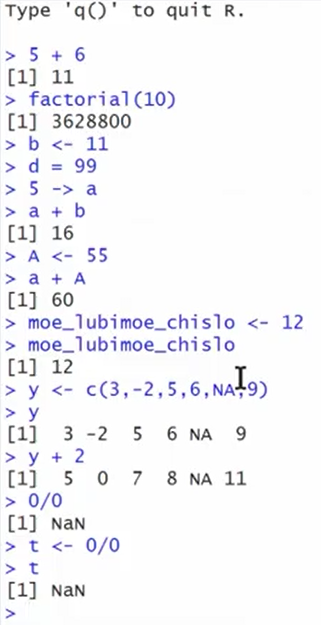 Type 'q()' to quit R.
> 5 + 6
[1] 11
> factorial(10)
[1] 3628800
> b <- 11
> d = 99
> 5 -> a
> a + b
[1] 16
> A <- 55
> a + A
[1] 60
> moe_lubimoe_chislo <- 12
> moe_lubimoe_chislo
[1] 12
> y <- c(3,-2,5,6,NA,9)
> y
[1]  3 -2  5  6 NA  9
> y + 2
[1]  5  0  7  8 NA 11
> 0/0
[1] NaN
> t <- 0/0
> t
[1] NaN
>